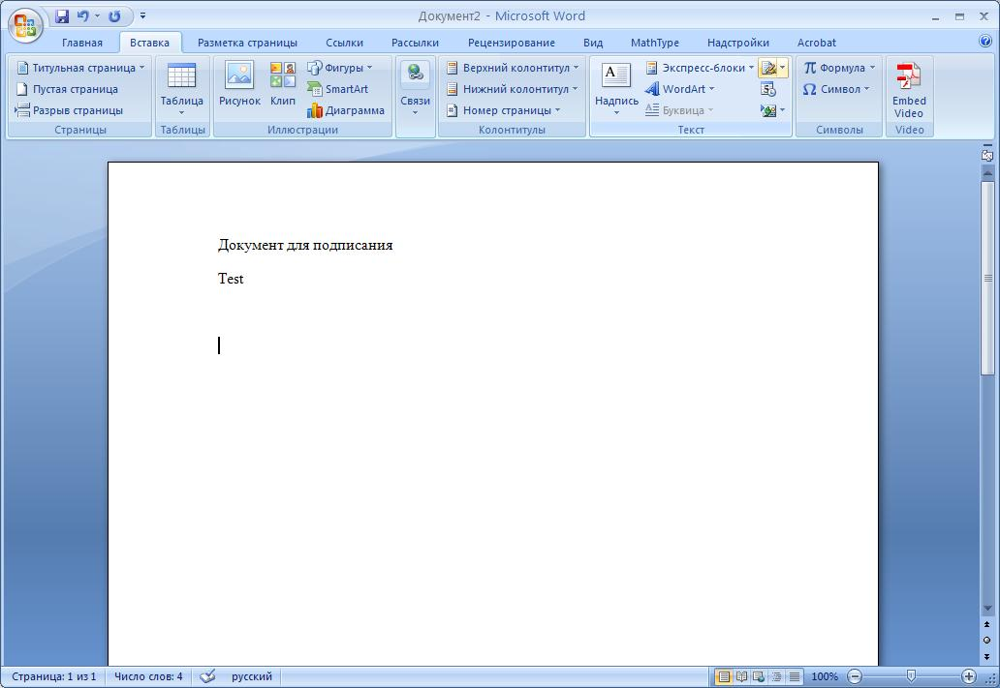 Документ2 - Microsoft Word
Главная Вставка Разметка страницы Ссылки Рассылки Рецензирование Вид MathType Надстройки Acrobat
Титульная страница
Пустая страница
Разрыв страницы
Страницы
Таблица
Таблицы
Рисунок
Клип
Фигуры
SmartArt
Диаграмма
Иллюстрации
Связи
Верхний колонтитул
Нижний колонтитул
Номер страницы
Колонтитулы
Надпись
Экспресс-блоки
WordArt
Буквица
Текст
Формула
Символ
Символы
Embed
Video
Video
Документ для подписания
Test
Страница: 1 из 1 Число слов: 4 русский 100%